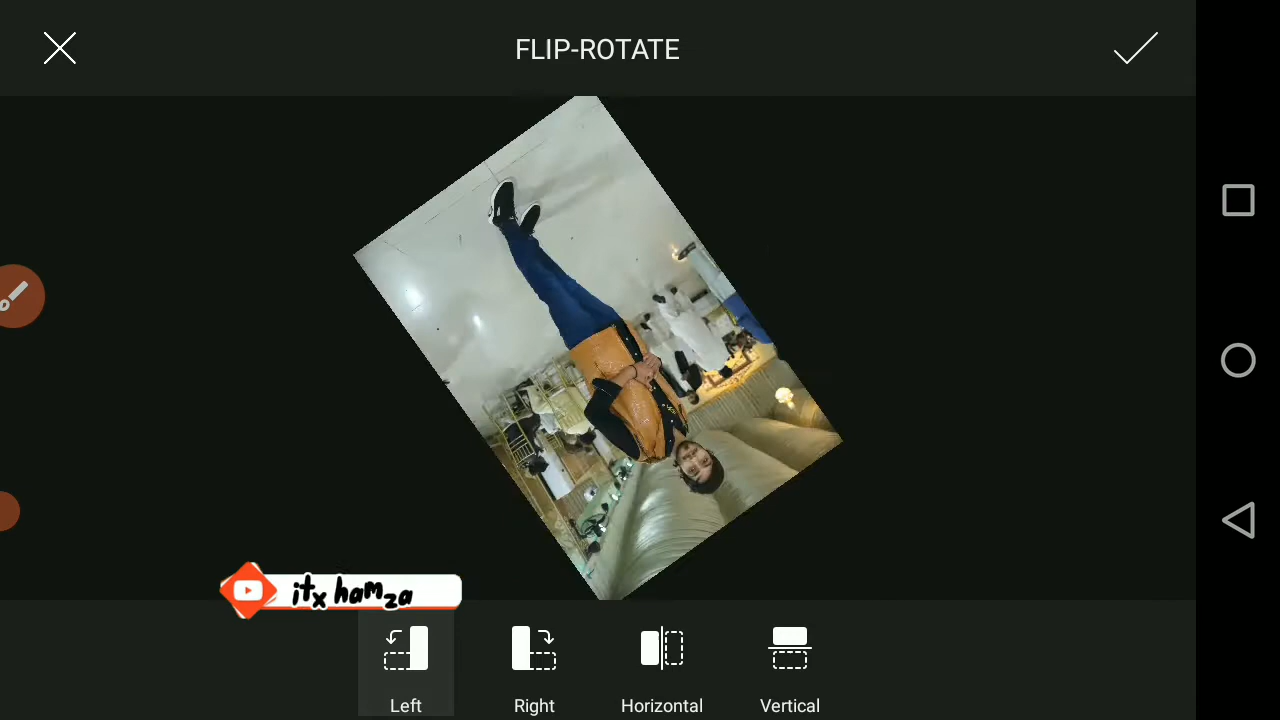 FLIP-ROTATE
itx hamza
Left
Right
Horizontal
Vertical